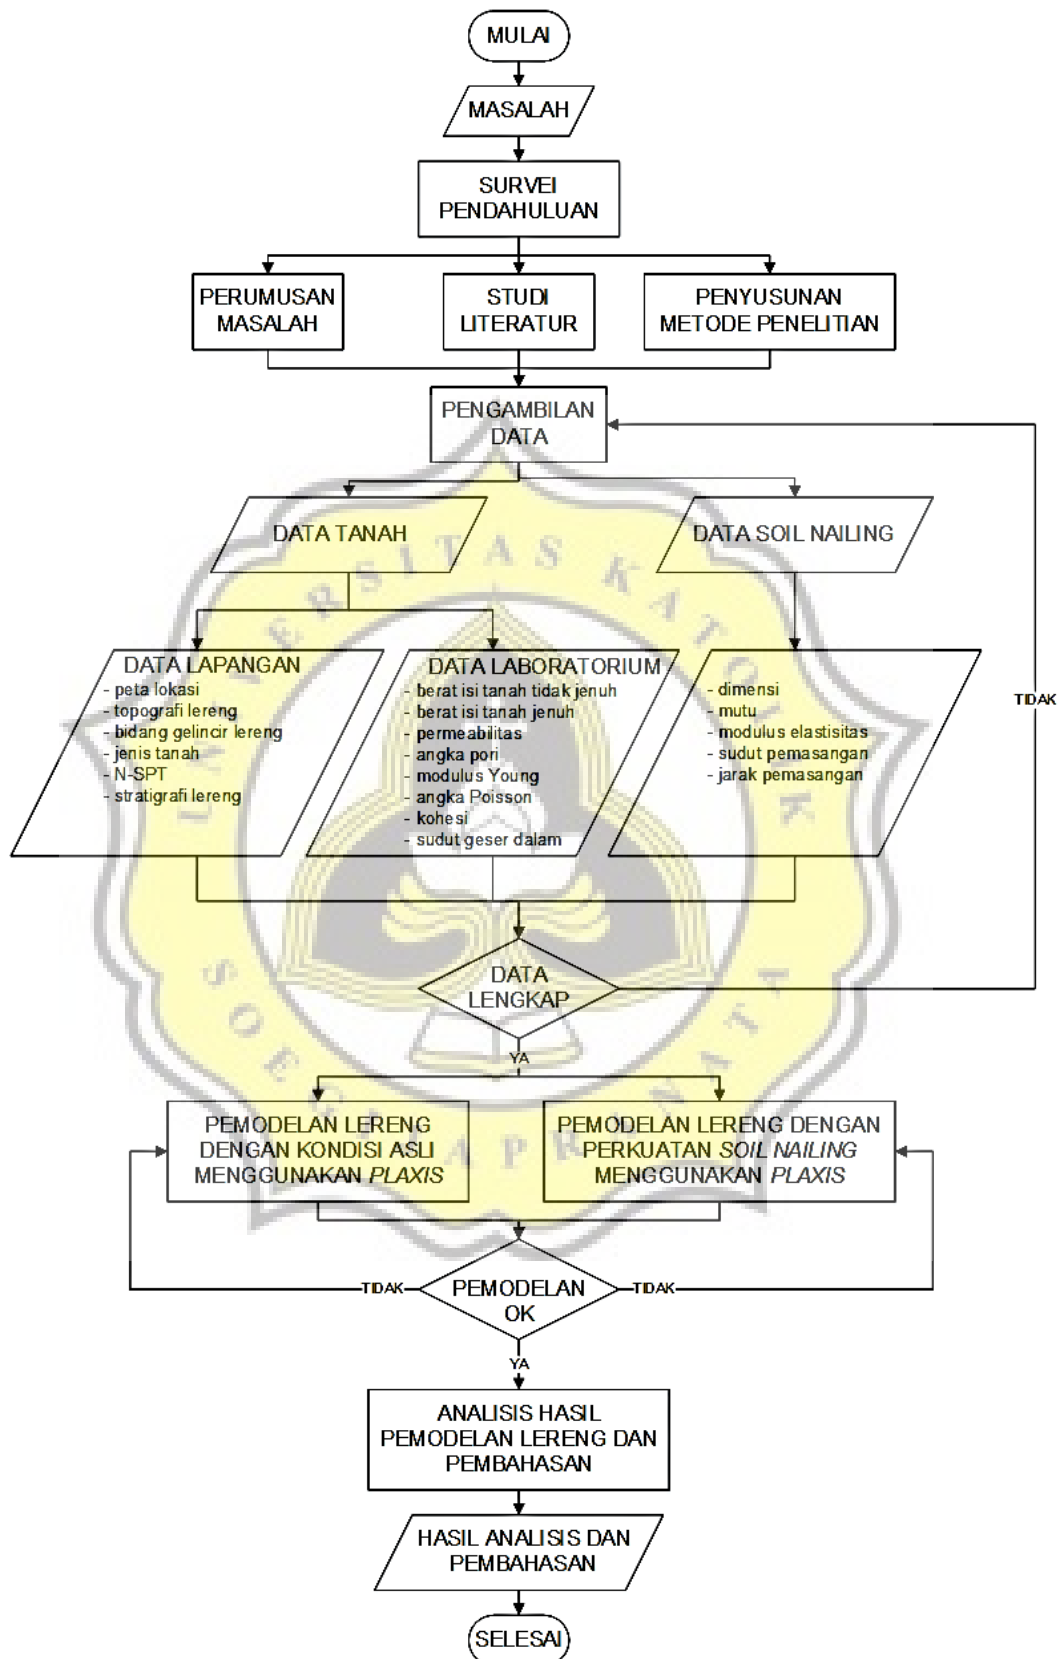 MULAI
MASALAH
SURVEI
PENDAHULUAN
PERUMUSAN
MASALAH
STUDI
LITERATUR
PENYUSUNAN
METODE PENELITIAN
PENGAMBILAN
DATA
DATA TANAH
DATA SOIL NAILING
DATA LAPANGAN
- peta lokasi
- topografi lereng
- bidang gelincir lereng
- jenis tanah
- N-SPT
- stratigrafi lereng
DATA LABORATORIUM
- berat isi tanah tidak jenuh
- berat isi tanah jenuh
- permeabilitas
- angka pori
- modulus Young
- angka Poisson
- kohesi
- sudut geser dalam
- dimensi
- mutu
- modulus elastisitas
- sudut pemasangan
- jarak pemasangan
TIDAK
DATA
LENGKAP
YA
PEMODELAN LERENG
DENGAN KONDISI ASLI
MENGGUNAKAN PLAXIS
PEMODELAN LERENG DENGAN
PERKUATAN SOIL NAILING
MENGGUNAKAN PLAXIS
TIDAK
PEMODELAN
OK
TIDAK
YA
ANALISIS HASIL
PEMODELAN LERENG DAN
PEMBAHASAN
HASIL ANALISIS DAN
PEMBAHASAN
SELESAI
UNIVERSITAS KATOLIK
SOEGIJAPRANATA